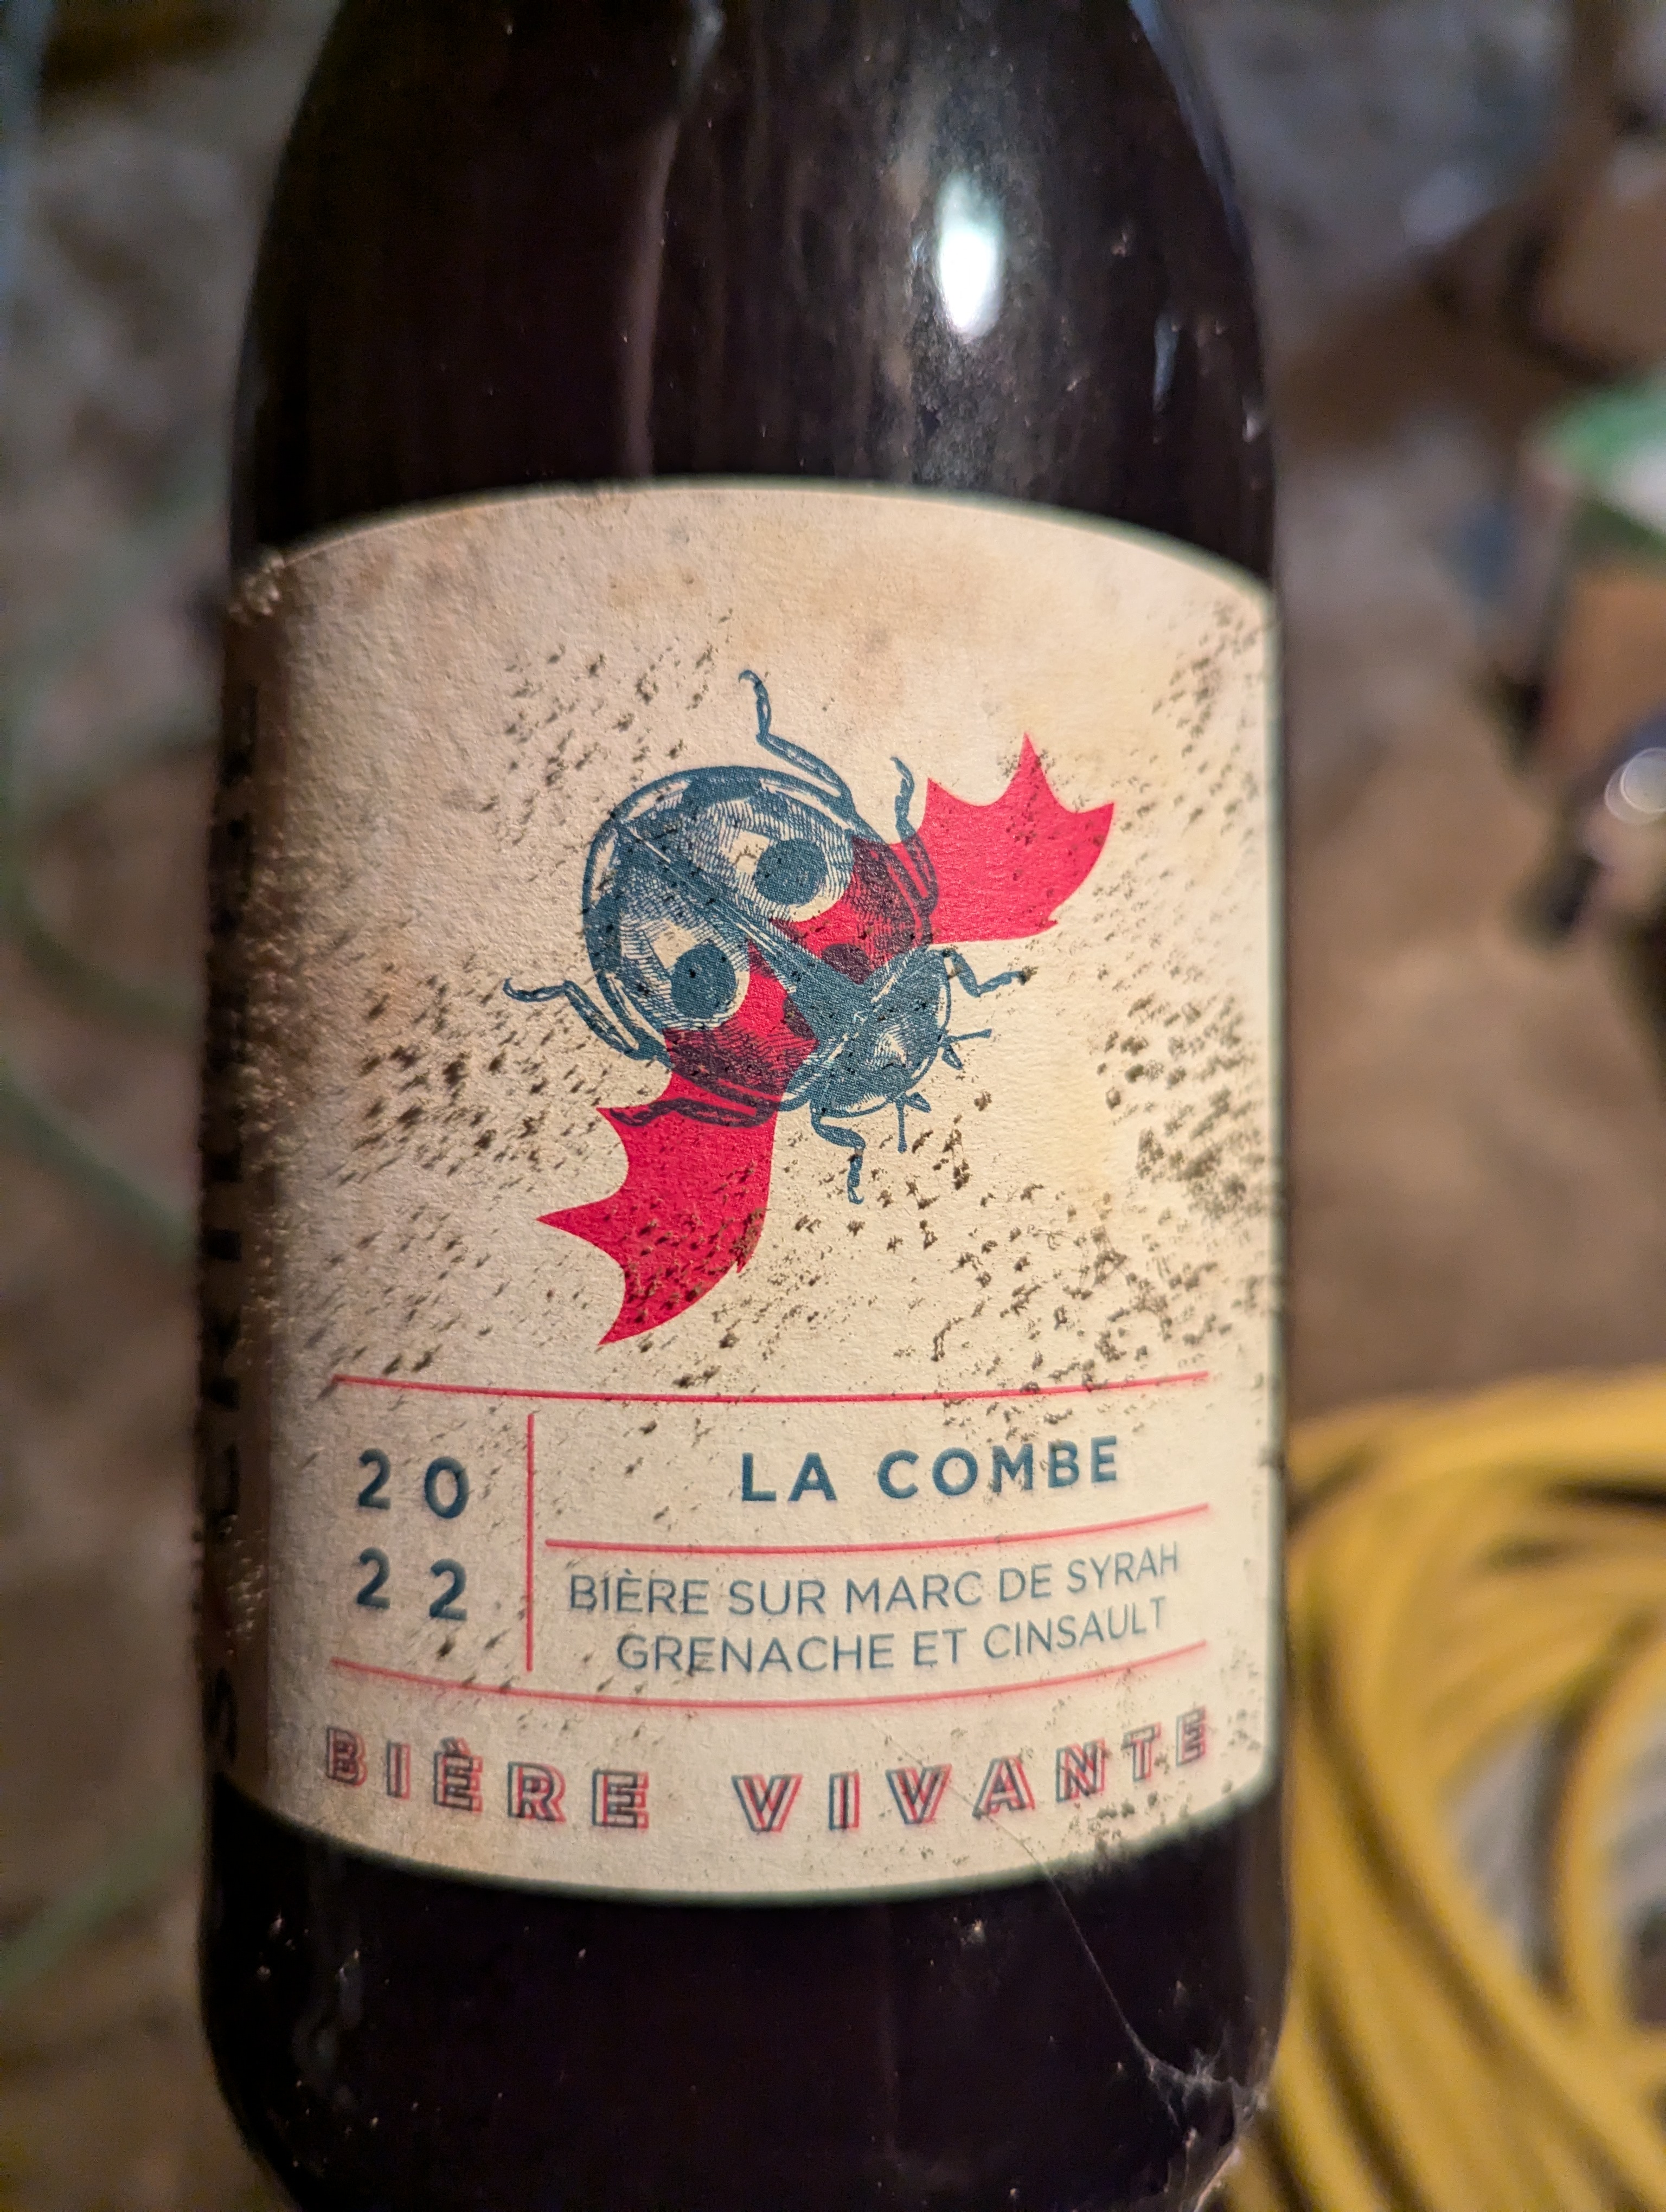 20
22
LA COMBE
BIÈRE SUR MARC DE SYRAH
GRENACHE ET CINSAULT
BIÈRE VIVANTE